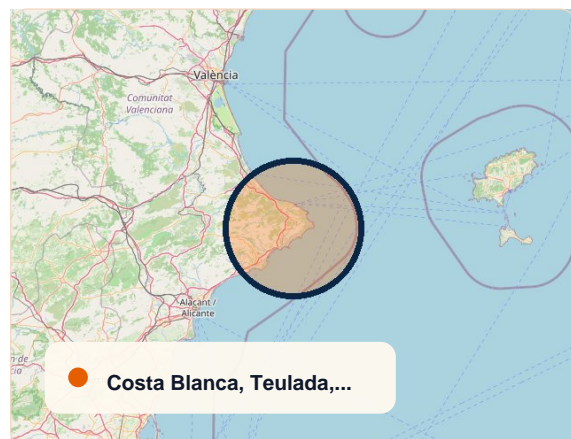 València
Comunitat
Valenciana
Alacant /
Alicante
Costa Blanca, Teulada,...